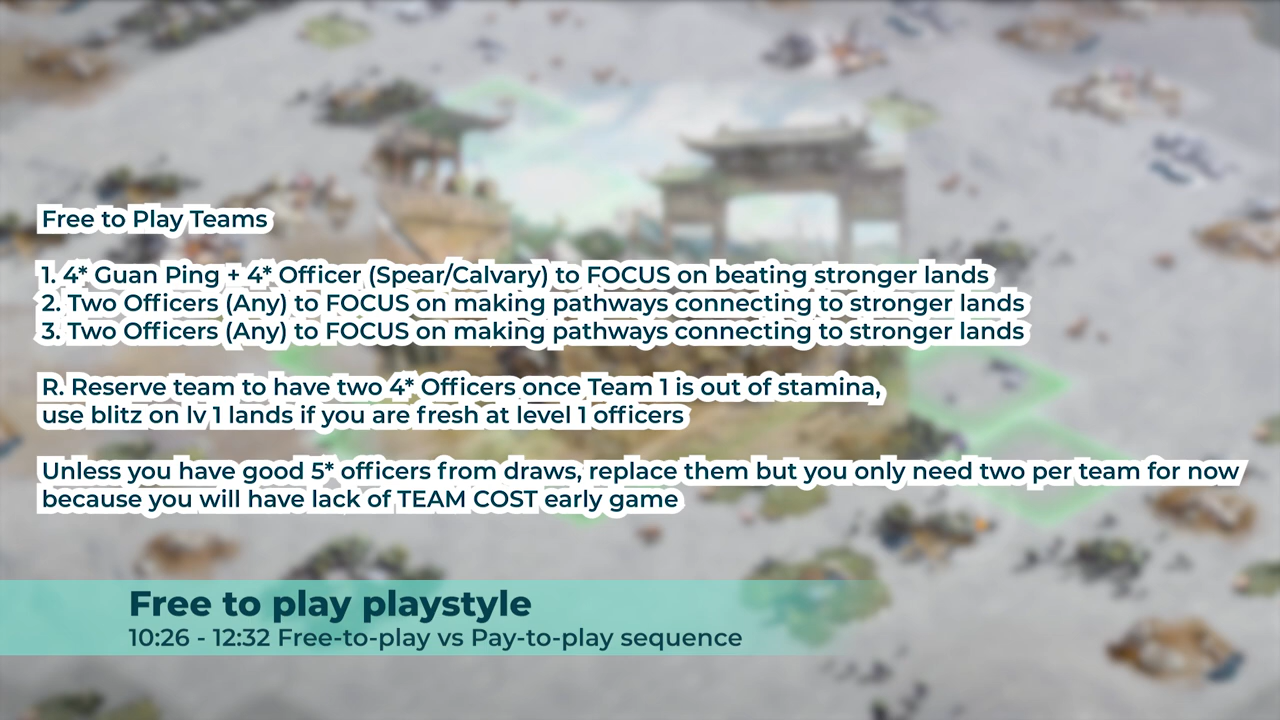 Free to Play Teams
1. 4* Guan Ping + 4* Officer (Spear/Calvary) to FOCUS on beating stronger lands
2. Two Officers (Any) to FOCUS on making pathways connecting to stronger lands
3. Two Officers (Any) to FOCUS on making pathways connecting to stronger lands
R. Reserve team to have two 4* Officers once Team 1 is out of stamina,
use blitz on lv 1 lands if you are fresh at level 1 officers
Unless you have good 5* officers from draws, replace them but you only need two per team for now
because you will have lack of TEAM COST early game
Free to play playstyle
10:26 - 12:32 Free-to-play vs Pay-to-play sequence